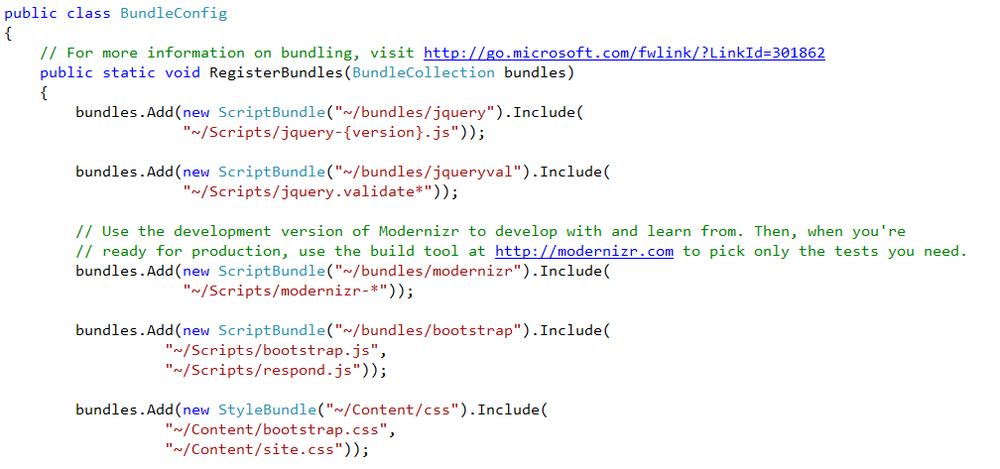 public class BundleConfig
{
    // For more information on bundling, visit http://go.microsoft.com/fwlink/?LinkId=301862
    public static void RegisterBundles(BundleCollection bundles)
    {
        bundles.Add(new ScriptBundle("~/bundles/jquery").Include(
                    "~/Scripts/jquery-{version}.js"));

        bundles.Add(new ScriptBundle("~/bundles/jqueryval").Include(
                    "~/Scripts/jquery.validate*"));

        // Use the development version of Modernizr to develop with and learn from. Then, when you're
        // ready for production, use the build tool at http://modernizr.com to pick only the tests you need.
        bundles.Add(new ScriptBundle("~/bundles/modernizr").Include(
                    "~/Scripts/modernizr-*"));

        bundles.Add(new ScriptBundle("~/bundles/bootstrap").Include(
                  "~/Scripts/bootstrap.js",
                  "~/Scripts/respond.js"));

        bundles.Add(new StyleBundle("~/Content/css").Include(
                  "~/Content/bootstrap.css",
                  "~/Content/site.css"));